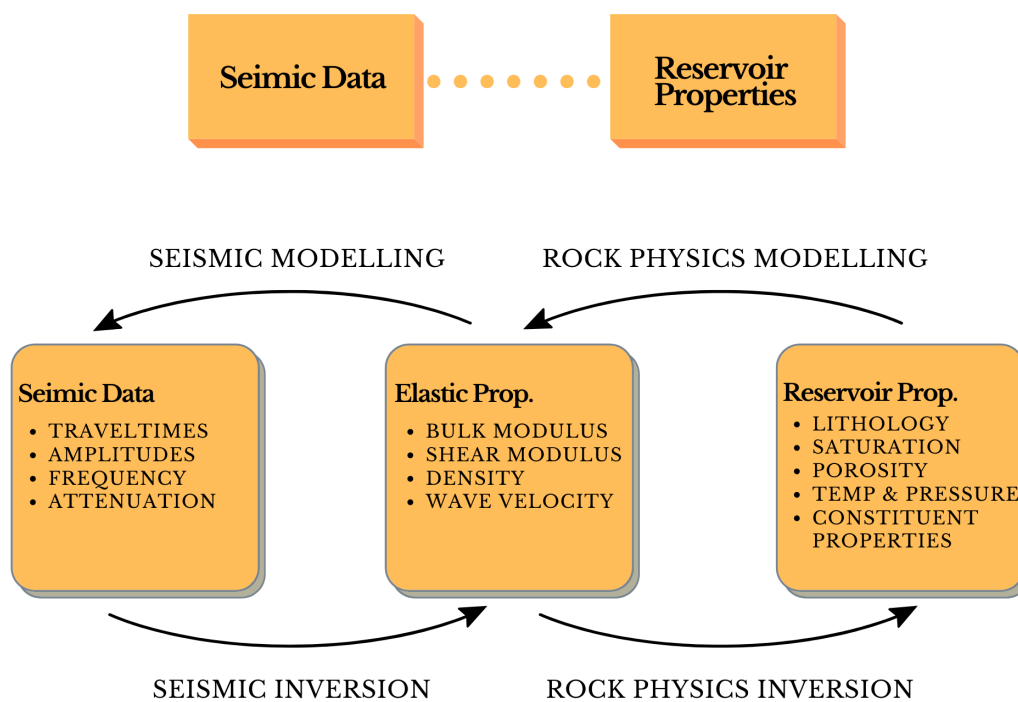 Seimic Data
Reservoir
Properties
SEISMIC MODELLING
ROCK PHYSICS MODELLING
Seimic Data
• TRAVELTIMES
• AMPLITUDES
• FREQUENCY
• ATTENUATION
Elastic Prop.
• BULK MODULUS
• SHEAR MODULUS
• DENSITY
• WAVE VELOCITY
Reservoir Prop.
• LITHOLOGY
• SATURATION
• POROSITY
• TEMP & PRESSURE
• CONSTITUENT
PROPERTIES
SEISMIC INVERSION
ROCK PHYSICS INVERSION